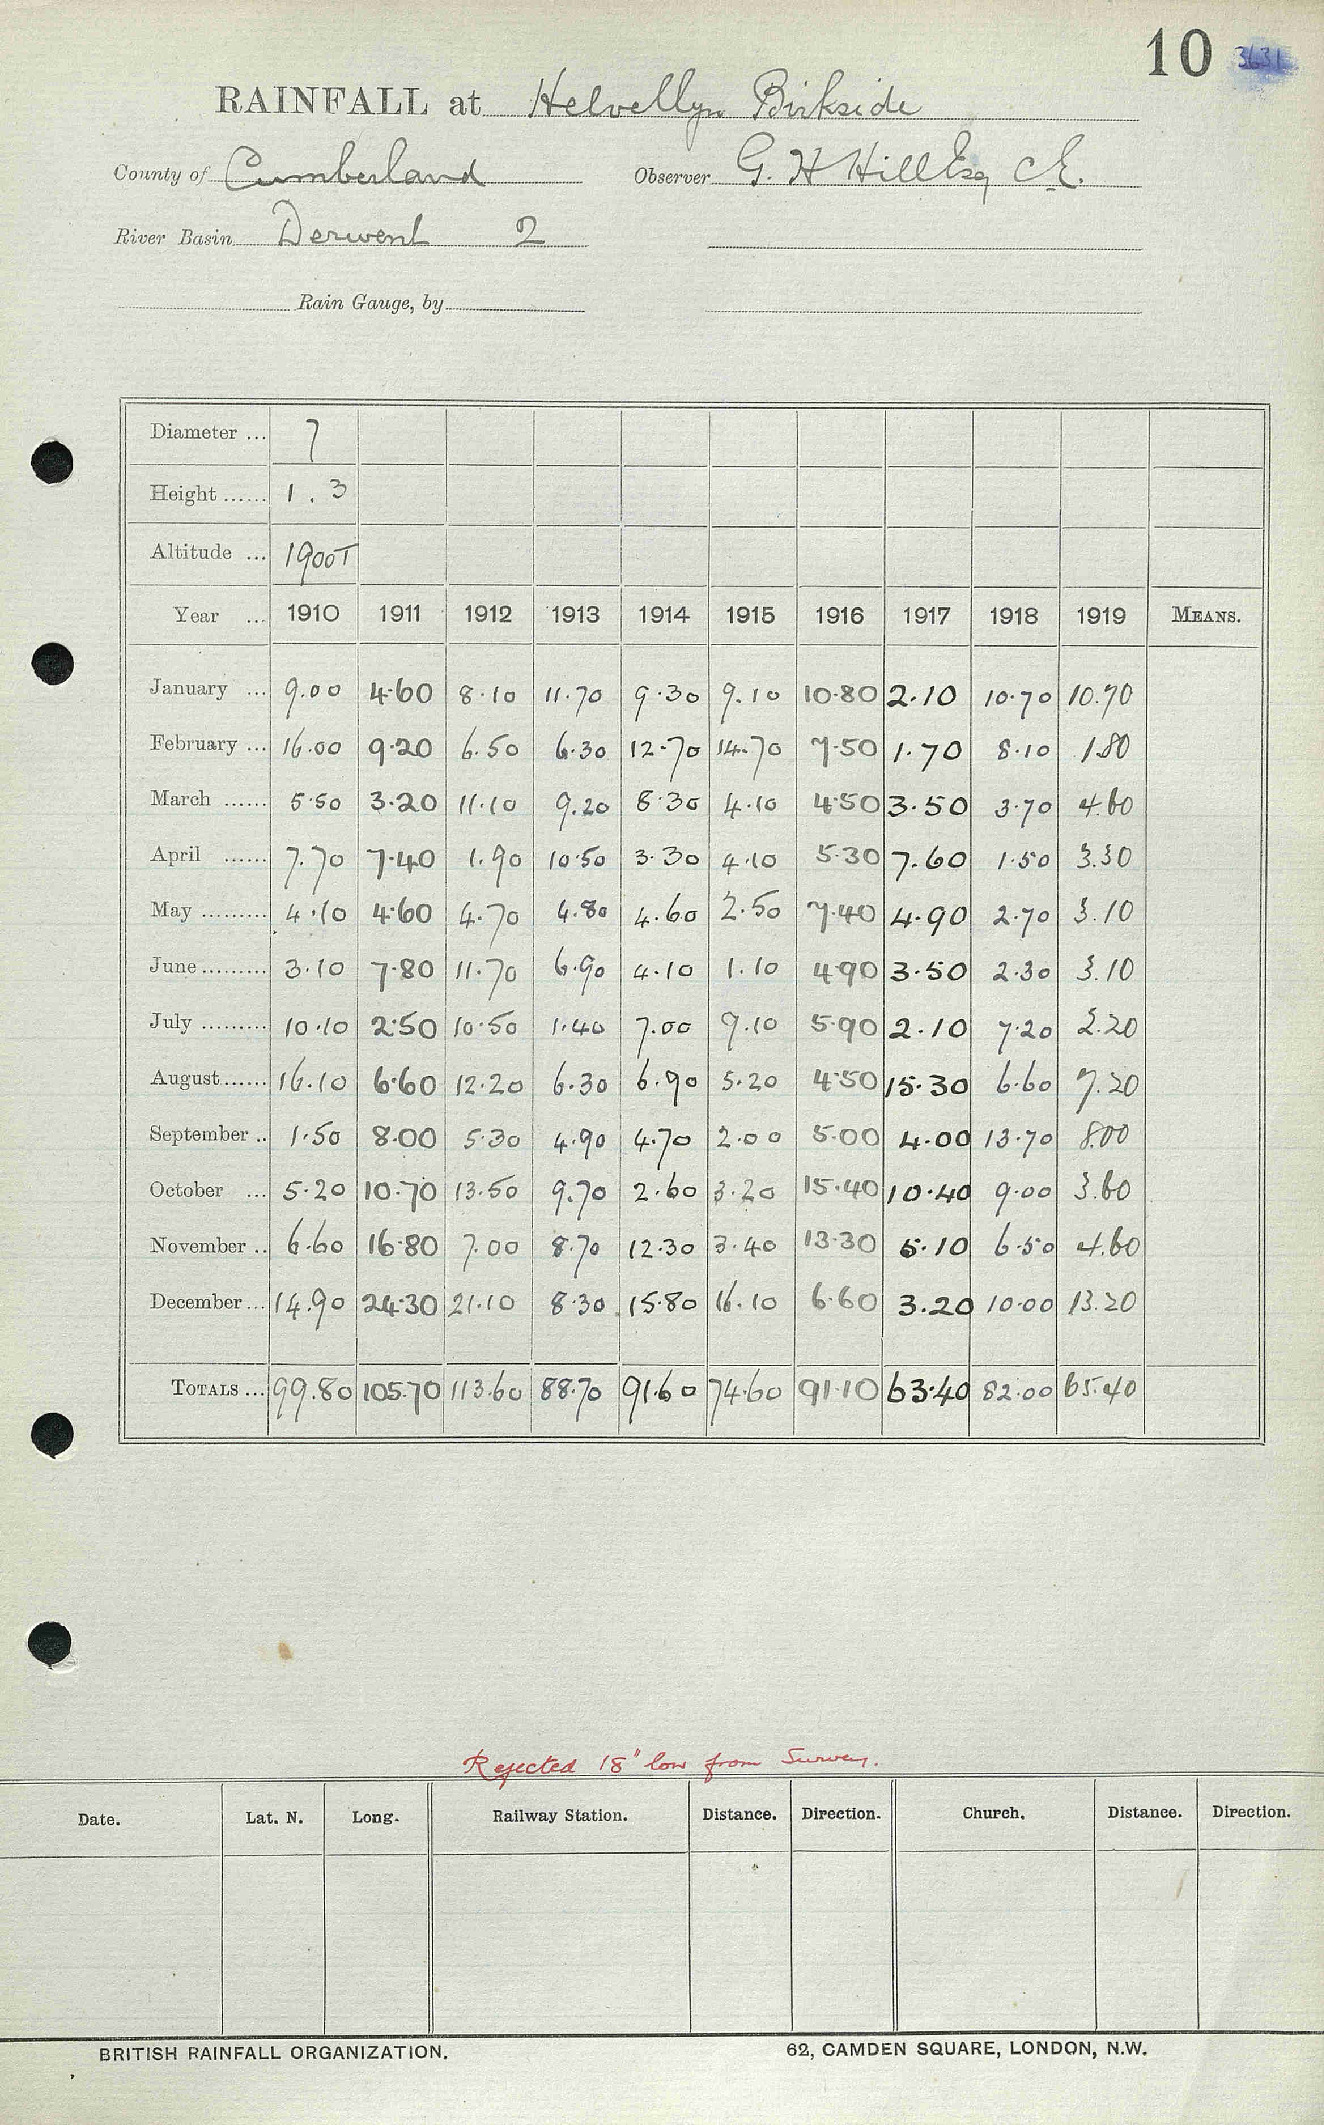 10 3631
RAINFALL at Helvellyn Birkside
County of Cumberland Observer G. H Hill Esq C.E.
River Basin Derwent 2
Rain Gauge, by
Diameter ... 7
Height ...... 1.3
Altitude ... 1900T
Year ... 1910 1911 1912 1913 1914 1915 1916 1917 1918 1919 MEANS.
January ... 9.00 4.60 8.10 11.70 9.30 9.10 10.80 2.10 10.70 10.70
February ... 16.00 9.20 6.50 6.30 12.70 14.70 7.50 1.70 8.10 1.80
March ...... 5.50 3.20 11.10 9.20 8.30 4.10 4.50 3.50 3.70 4.60
April ...... 7.70 7.40 1.90 10.50 3.30 4.10 5.30 7.60 1.50 3.30
May ......... 4.10 4.60 4.70 4.80 4.60 2.50 7.40 4.90 2.70 3.10
June ......... 3.10 7.80 11.70 6.90 4.10 1.10 4.90 3.50 2.30 3.10
July ......... 10.10 2.50 10.50 1.40 7.00 9.10 5.90 2.10 7.20 2.20
August ...... 16.10 6.60 12.20 6.30 6.90 5.20 4.50 15.30 6.60 7.20
September .. 1.50 8.00 5.30 4.90 4.70 2.00 5.00 4.00 13.70 8.00
October ... 5.20 10.70 13.50 9.70 2.60 3.20 15.40 10.40 9.00 3.60
November .. 6.60 16.80 7.00 8.70 12.30 3.40 13.30 5.10 6.50 4.60
December ... 14.90 24.30 21.10 8.30 15.80 16.10 6.60 3.20 10.00 13.20
TOTALS ... 99.80 105.70 113.60 88.70 91.60 74.60 91.10 63.40 82.00 65.40
Rejected 18" low from Survey.
Date. Lat. N. Long. Railway Station. Distance. Direction. Church. Distance. Direction.
BRITISH RAINFALL ORGANIZATION. 62, CAMDEN SQUARE, LONDON, N.W.